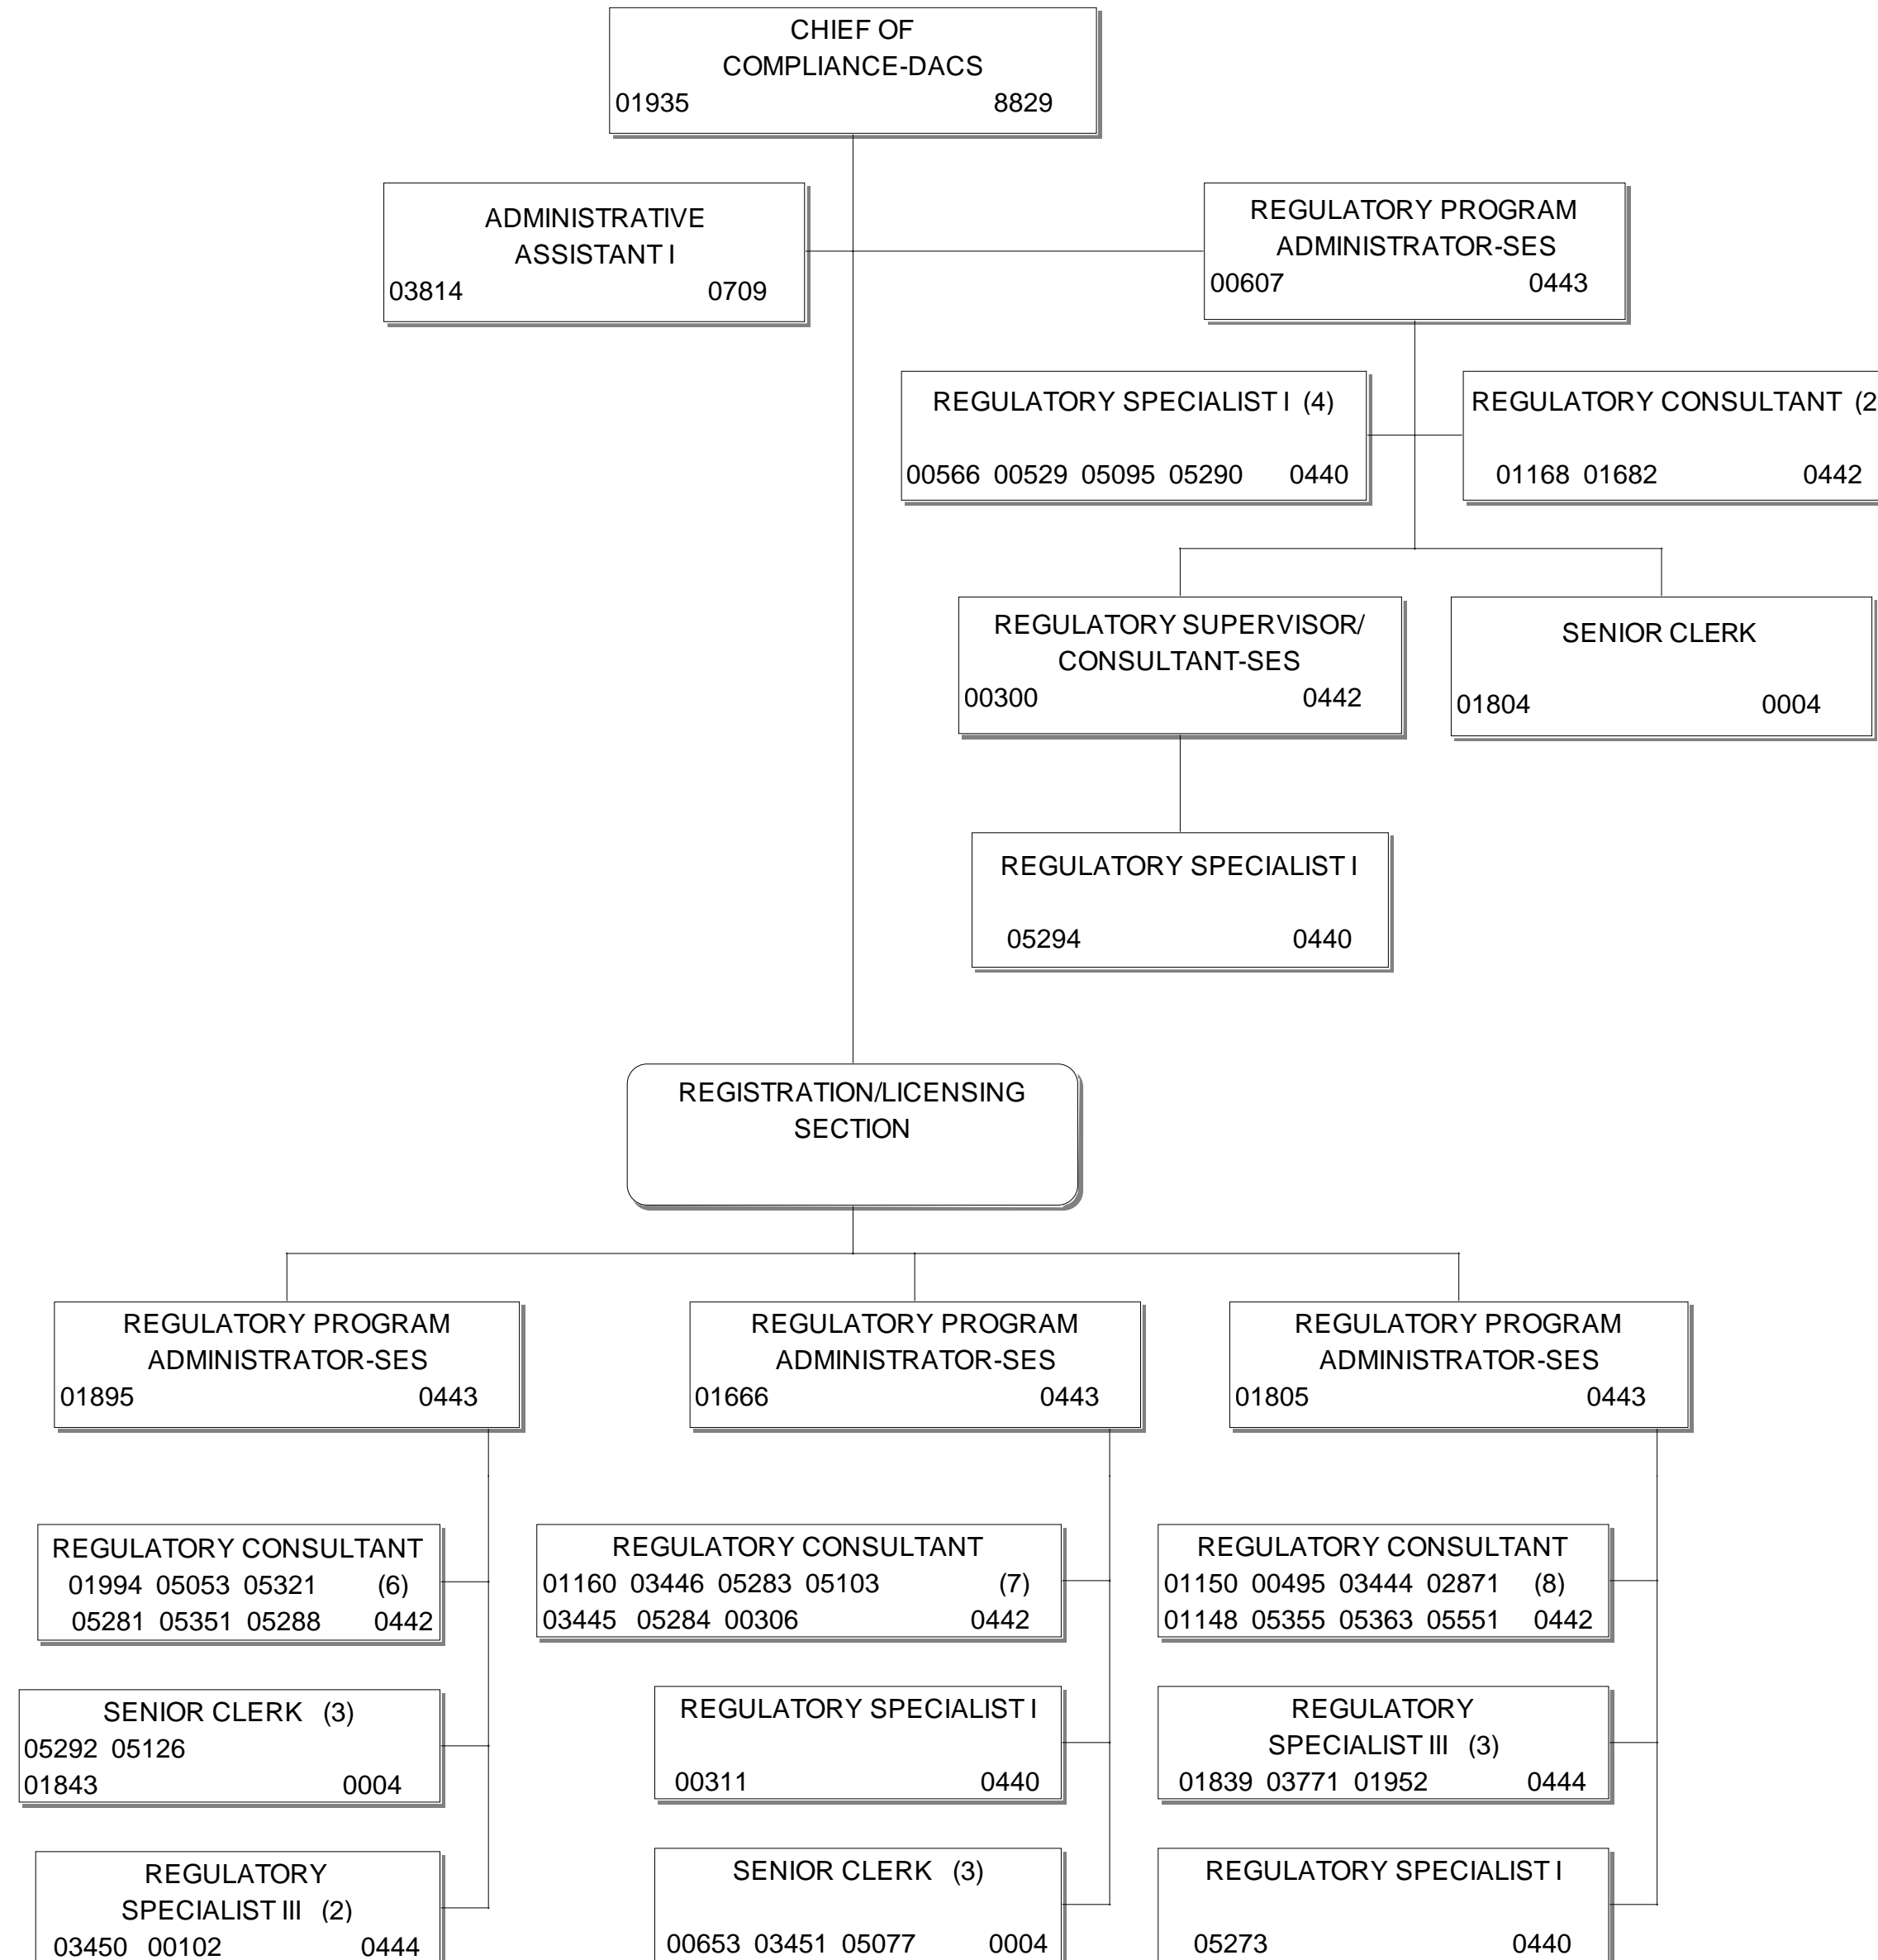 CHIEF OF
COMPLIANCE-DACS
01935 8829
ADMINISTRATIVE
ASSISTANT I
03814 0709
REGULATORY PROGRAM
ADMINISTRATOR-SES
00607 0443
REGULATORY SPECIALIST I (4)
00566 00529 05095 05290 0440
REGULATORY CONSULTANT (2
01168 01682 0442
REGULATORY SUPERVISOR/
CONSULTANT-SES
00300 0442
SENIOR CLERK
01804 0004
REGULATORY SPECIALIST I
05294 0440
REGISTRATION/LICENSING
SECTION
REGULATORY PROGRAM
ADMINISTRATOR-SES
01895 0443
REGULATORY PROGRAM
ADMINISTRATOR-SES
01666 0443
REGULATORY PROGRAM
ADMINISTRATOR-SES
01805 0443
REGULATORY CONSULTANT
01994 05053 05321 (6)
05281 05351 05288 0442
SENIOR CLERK (3)
05292 05126
01843 0004
REGULATORY
SPECIALIST III (2)
03450 00102 0444
REGULATORY CONSULTANT
01160 03446 05283 05103 (7)
03445 05284 00306 0442
REGULATORY SPECIALIST I
00311 0440
SENIOR CLERK (3)
00653 03451 05077 0004
REGULATORY CONSULTANT
01150 00495 03444 02871 (8)
01148 05355 05363 05551 0442
REGULATORY
SPECIALIST III (3)
01839 03771 01952 0444
REGULATORY SPECIALIST I
05273 0440